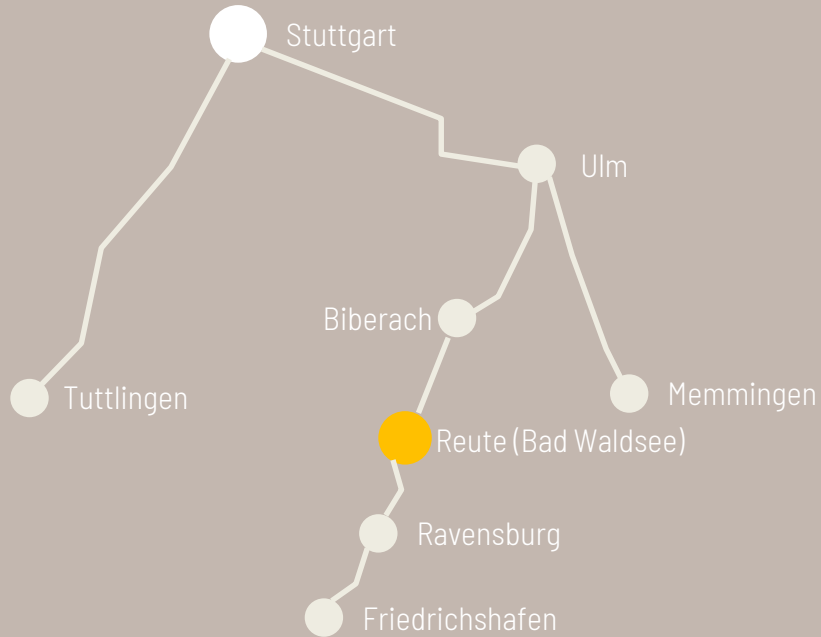 Stuttgart
Ulm
Biberach
Tuttlingen
Memmingen
Reute (Bad Waldsee)
Ravensburg
Friedrichshafen